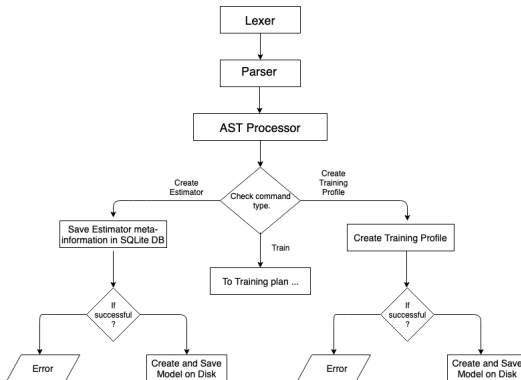 Lexer
Parser
AST Processor
Check command
type.
Create
Estimator
Create
Training
Profile
Train
Save Estimator meta-
information in SQLite DB
To Training plan ...
Create Training Profile
If
successful
?
If
successful
?
Error
Create and Save
Model on Disk
Error
Create and Save
Model on Disk